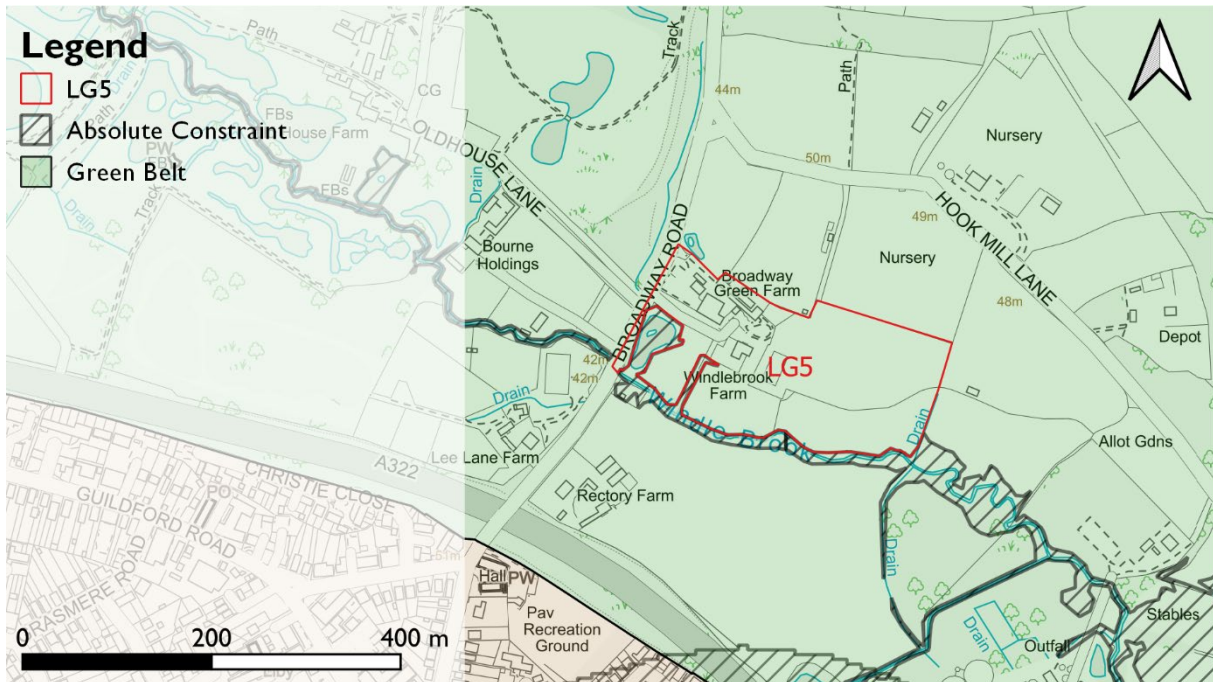 Legend
LG5
Absolute Constraint
Green Belt
Path
CG
FBs
House Farm
PW
FBs
FBs
Path
Track
Drain
Drain
OLDHOUSE LANE
Bourne
Holdings
Track
44m
Path
50m
Nursery
49m
HOOK MILL LANE
Nursery
48m
Depot
BROADWAY ROAD
Broadway
Green Farm
42m
42m
Windlebrook
Farm
LG5
Windle Brook
Drain
Allot Gdns
Drain
Lee Lane Farm
A322
CHRISTIE CLOSE
PO
GUILDFORD ROAD
Rectory Farm
Drain
Hall
PW
Pav
Recreation
Ground
Stables
Drain
Outfall
0
200
400 m